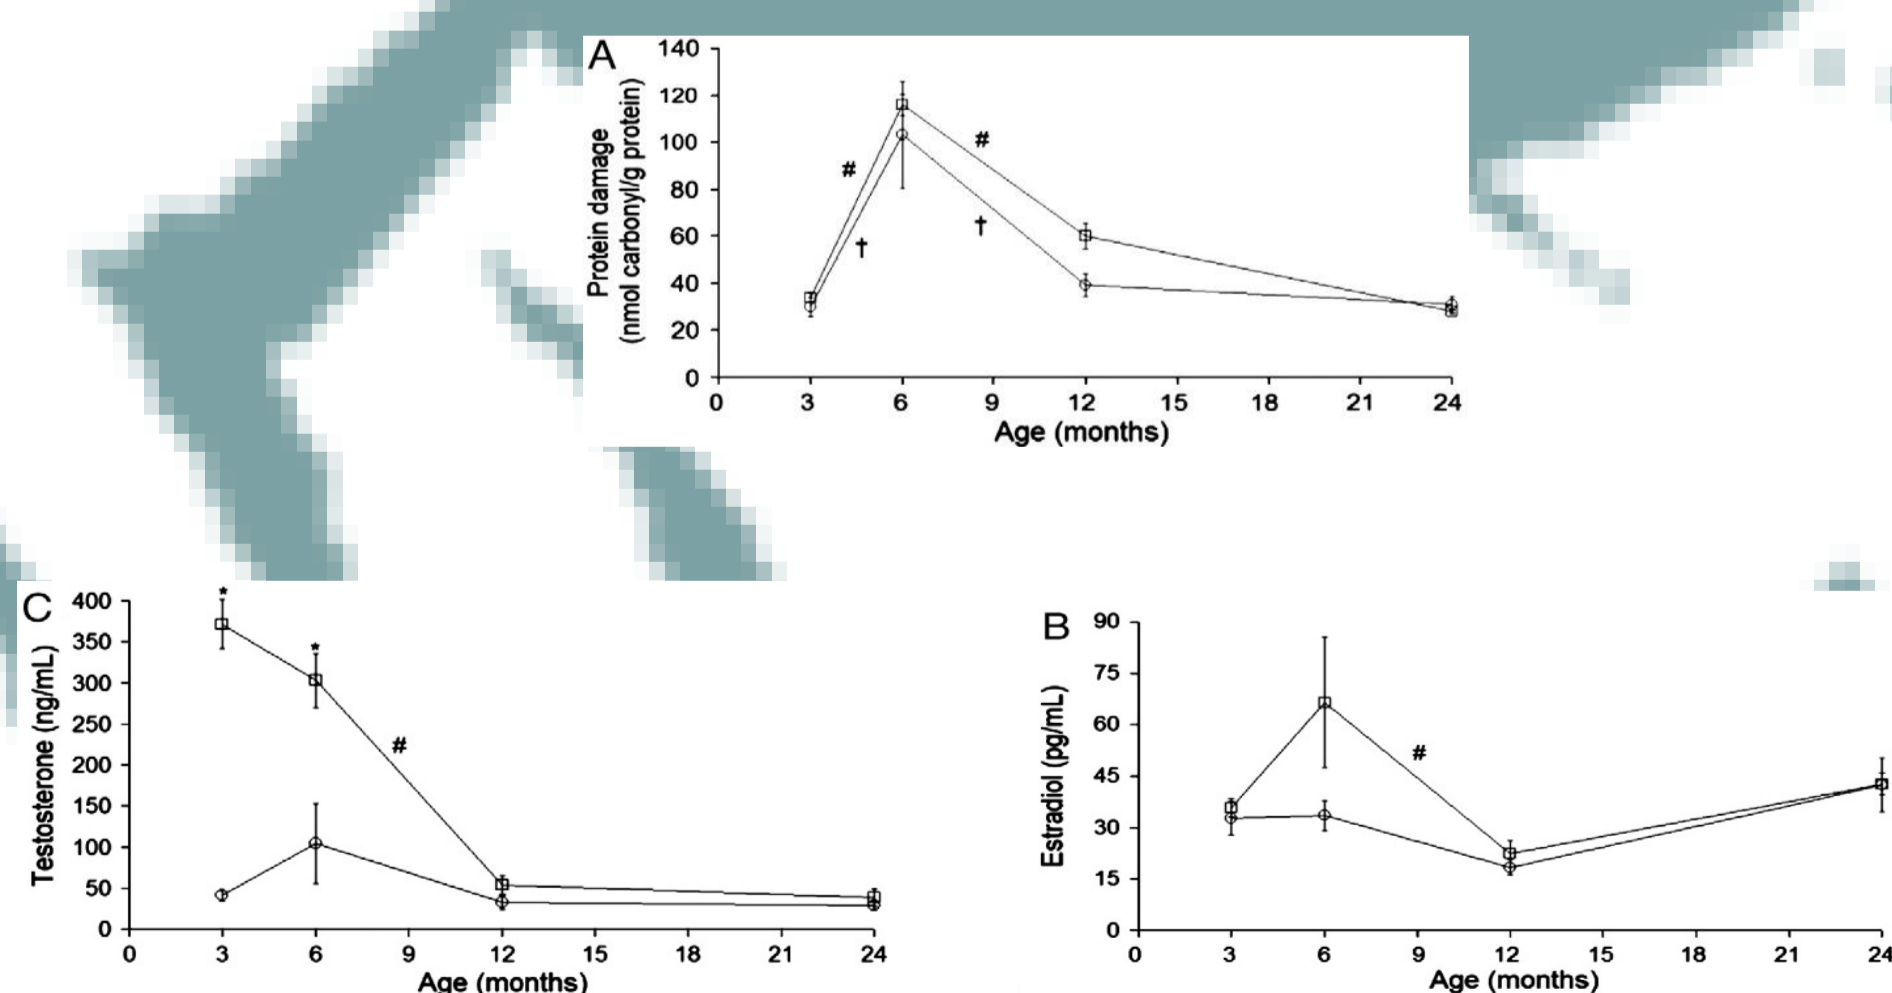 A
Protein damage
(nmol carbonyl/g protein)
140
120
100
80
60
40
20
0
# #
† †
0 3 6 9 12 15 18 21 24
Age (months)
C
Testosterone (ng/mL)
400
350
300
250
200
150
100
50
0
*
*
#
0 3 6 9 12 15 18 21 24
Age (months)
B
Estradiol (pg/mL)
90
75
60
45
30
15
0
#
0 3 6 9 12 15 18 21 24
Age (months)